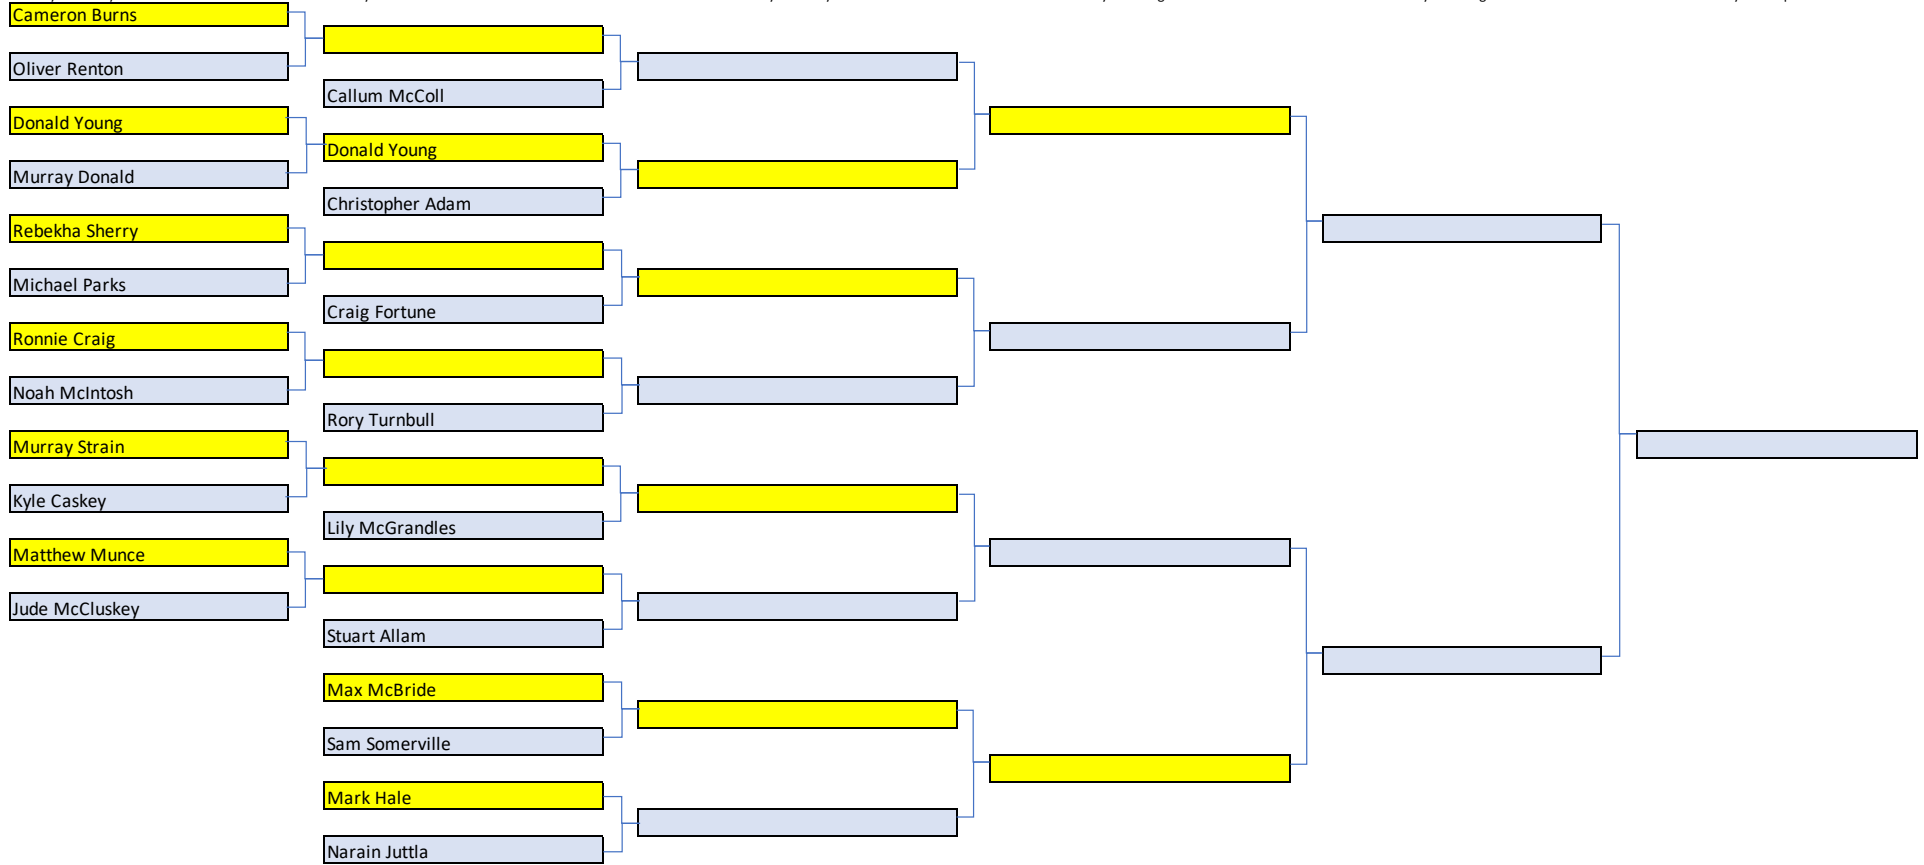 Cameron Burns
Oliver Renton
Callum McColl
Donald Young
Donald Young
Murray Donald
Christopher Adam
Rebekha Sherry
Michael Parks
Craig Fortune
Ronnie Craig
Noah McIntosh
Rory Turnbull
Murray Strain
Kyle Caskey
Lily McGrandles
Matthew Munce
Jude McCluskey
Stuart Allam
Max McBride
Sam Somerville
Mark Hale
Narain Juttla